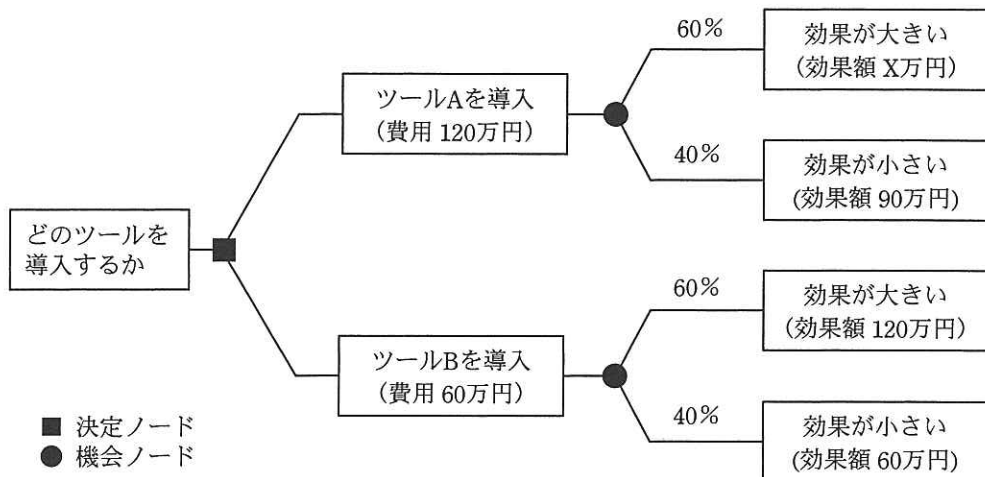 60%
効果が大きい
(効果額 X万円)
ツールAを導入
(費用 120万円)
40%
効果が小さい
(効果額 90万円)
どのツールを
導入するか
60%
効果が大きい
(効果額 120万円)
ツールBを導入
(費用 60万円)
40%
効果が小さい
(効果額 60万円)
決定ノード
機会ノード